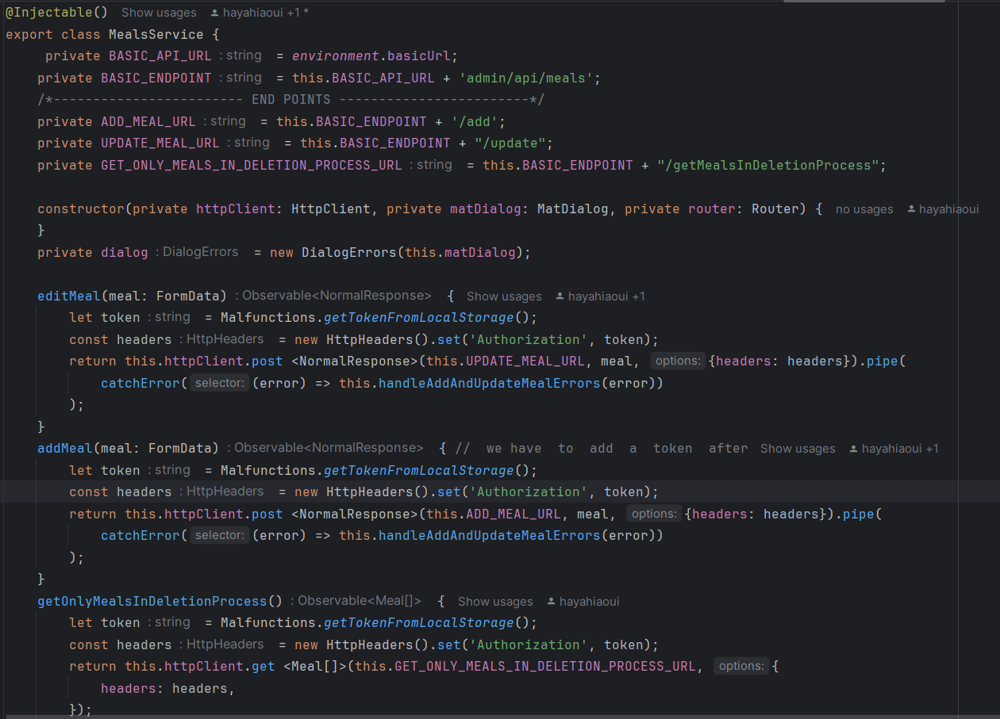 @Injectable() Show usages hayahiaoui +1 *
export class MealsService {
private BASIC_API_URL : string = environment.basicUrl;
private BASIC_ENDPOINT : string = this.BASIC_API_URL + 'admin/api/meals';
/*------------------------ END POINTS ------------------------*/
private ADD_MEAL_URL : string = this.BASIC_ENDPOINT + '/add';
private UPDATE_MEAL_URL : string = this.BASIC_ENDPOINT + "/update";
private GET_ONLY_MEALS_IN_DELETION_PROCESS_URL : string = this.BASIC_ENDPOINT + "/getMealsInDeletionProcess";
constructor(private httpClient: HttpClient, private matDialog: MatDialog, private router: Router) { no usages hayahiaoui
}
private dialog : DialogErrors = new DialogErrors(this.matDialog);
editMeal(meal: FormData) : Observable<NormalResponse> { Show usages hayahiaoui +1
let token : string = Malfunctions.getTokenFromLocalStorage();
const headers : HttpHeaders = new HttpHeaders().set('Authorization', token);
return this.httpClient.post <NormalResponse>(this.UPDATE_MEAL_URL, meal, options: {headers: headers}).pipe(
catchError( selector: (error) => this.handleAddAndUpdateMealErrors(error))
);
}
addMeal(meal: FormData) : Observable<NormalResponse> { // we have to add a token after Show usages hayahiaoui +1
let token : string = Malfunctions.getTokenFromLocalStorage();
const headers : HttpHeaders = new HttpHeaders().set('Authorization', token);
return this.httpClient.post <NormalResponse>(this.ADD_MEAL_URL, meal, options: {headers: headers}).pipe(
catchError( selector: (error) => this.handleAddAndUpdateMealErrors(error))
);
}
getOnlyMealsInDeletionProcess() : Observable<Meal[]> { Show usages hayahiaoui
let token : string = Malfunctions.getTokenFromLocalStorage();
const headers : HttpHeaders = new HttpHeaders().set('Authorization', token);
return this.httpClient.get <Meal[]>(this.GET_ONLY_MEALS_IN_DELETION_PROCESS_URL, options: {
headers: headers,
});